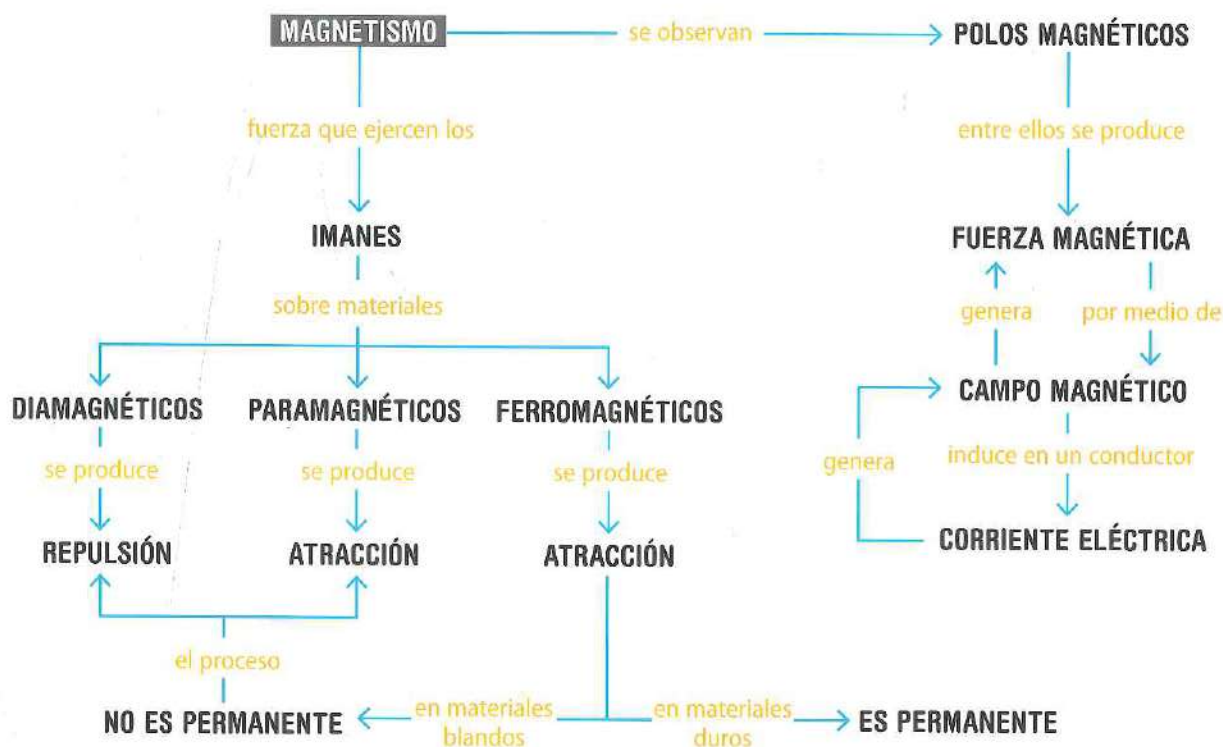 MAGNETISMO
se observan
POLOS MAGNÉTICOS
fuerza que ejercen los
entre ellos se produce
IMANES
FUERZA MAGNÉTICA
sobre materiales
genera
por medio de
DIAMAGNÉTICOS
PARAMAGNÉTICOS
FERROMAGNÉTICOS
CAMPO MAGNÉTICO
se produce
se produce
se produce
genera
induce en un conductor
REPULSIÓN
ATRACCIÓN
ATRACCIÓN
CORRIENTE ELÉCTRICA
el proceso
NO ES PERMANENTE
en materiales
blandos
en materiales
duros
ES PERMANENTE